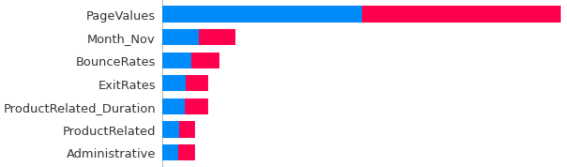 PageValues
Month_Nov
BounceRates
ExitRates
ProductRelated_Duration
ProductRelated
Administrative